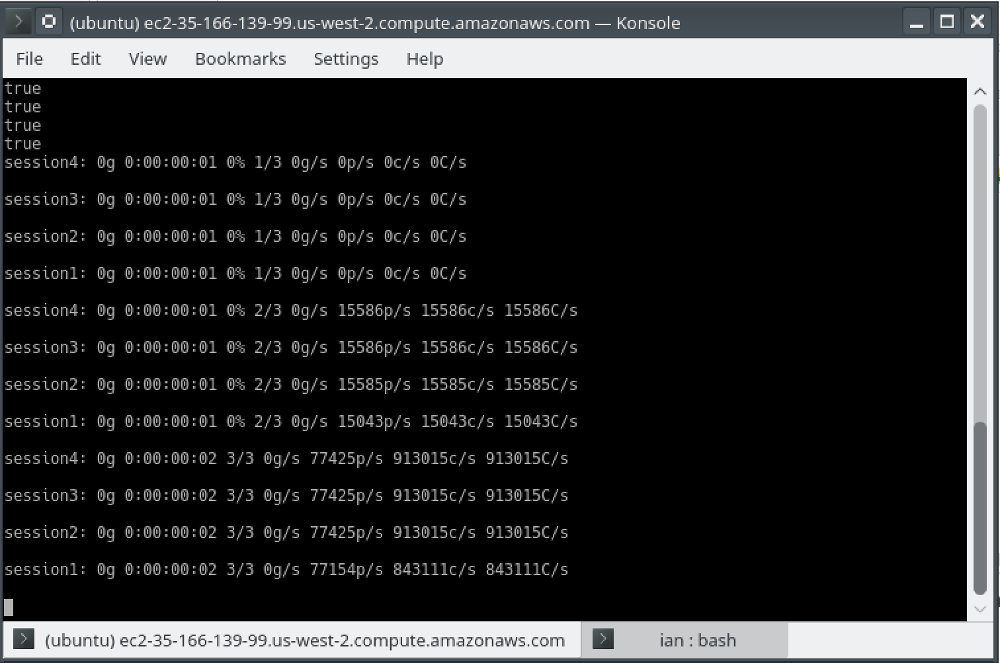 (ubuntu) ec2-35-166-139-99.us-west-2.compute.amazonaws.com — Konsole
File Edit View Bookmarks Settings Help
true
true
true
true
session4: 0g 0:00:00:01 0% 1/3 0g/s 0p/s 0c/s 0C/s
session3: 0g 0:00:00:01 0% 1/3 0g/s 0p/s 0c/s 0C/s
session2: 0g 0:00:00:01 0% 1/3 0g/s 0p/s 0c/s 0C/s
session1: 0g 0:00:00:01 0% 1/3 0g/s 0p/s 0c/s 0C/s
session4: 0g 0:00:00:01 0% 2/3 0g/s 15586p/s 15586c/s 15586C/s
session3: 0g 0:00:00:01 0% 2/3 0g/s 15586p/s 15586c/s 15586C/s
session2: 0g 0:00:00:01 0% 2/3 0g/s 15585p/s 15585c/s 15585C/s
session1: 0g 0:00:00:01 0% 2/3 0g/s 15043p/s 15043c/s 15043C/s
session4: 0g 0:00:00:02 3/3 0g/s 77425p/s 913015c/s 913015C/s
session3: 0g 0:00:00:02 3/3 0g/s 77425p/s 913015c/s 913015C/s
session2: 0g 0:00:00:02 3/3 0g/s 77425p/s 913015c/s 913015C/s
session1: 0g 0:00:00:02 3/3 0g/s 77154p/s 843111c/s 843111C/s
(ubuntu) ec2-35-166-139-99.us-west-2.compute.amazonaws.com ian : bash